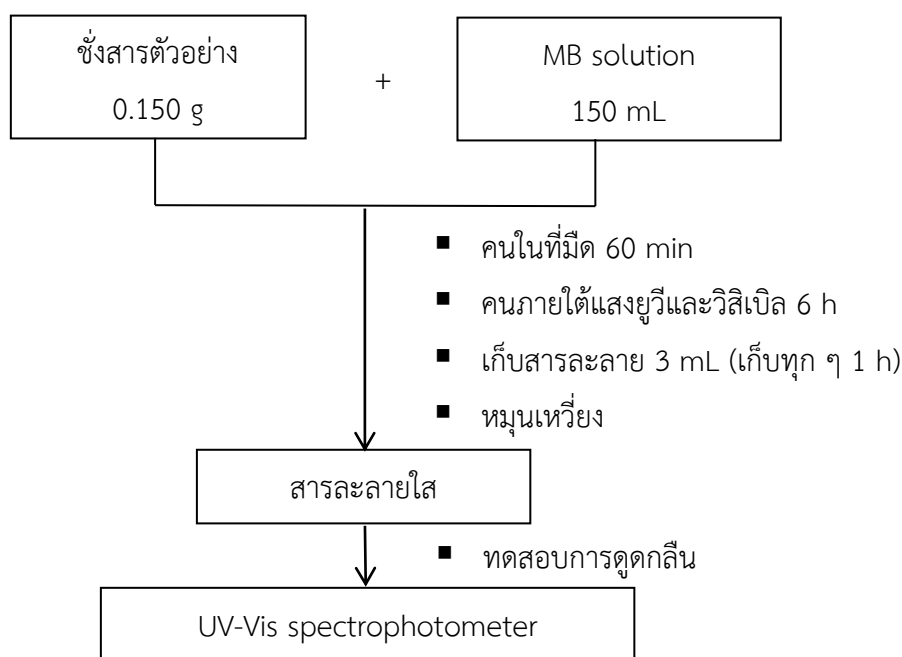 ชั่งสารตัวอย่าง
0.150 g
+
MB solution
150 mL
▪ คนในที่มืด 60 min
▪ คนภายใต้แสงยูวีและวิสิเบิล 6 h
▪ เก็บสารละลาย 3 mL (เก็บทุก ๆ 1 h)
▪ หมุนเหวี่ยง
สารละลายใส
▪ ทดสอบการดูดกลืน
UV-Vis spectrophotometer